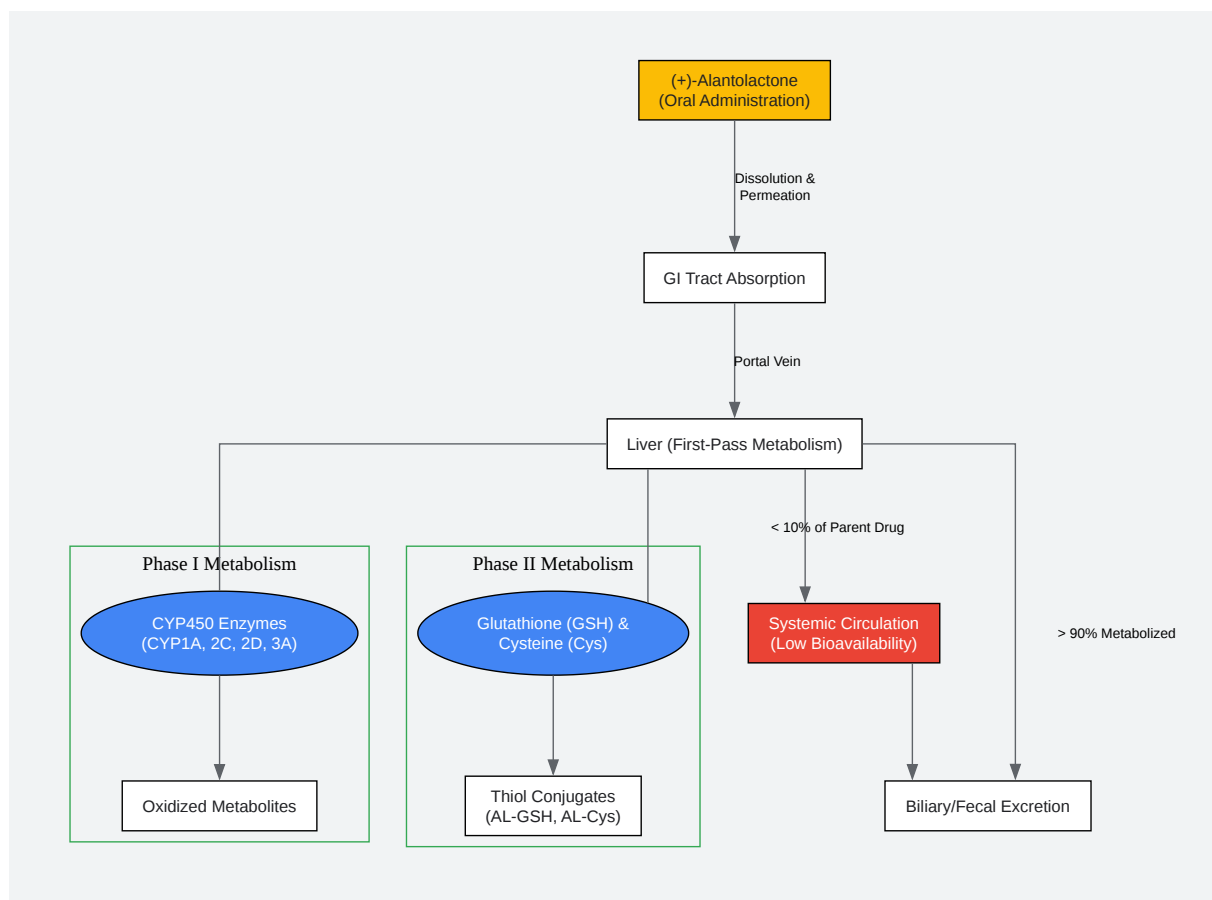 (+)-Alantolactone
(Oral Administration)
Dissolution &
Permeation
GI Tract Absorption
Portal Vein
Liver (First-Pass Metabolism)
< 10% of Parent Drug
Phase I Metabolism
CYP450 Enzymes
(CYP1A, 2C, 2D, 3A)
Oxidized Metabolites
Phase II Metabolism
Glutathione (GSH) &
Cysteine (Cys)
Thiol Conjugates
(AL-GSH, AL-Cys)
Systemic Circulation
(Low Bioavailability)
> 90% Metabolized
Biliary/Fecal Excretion